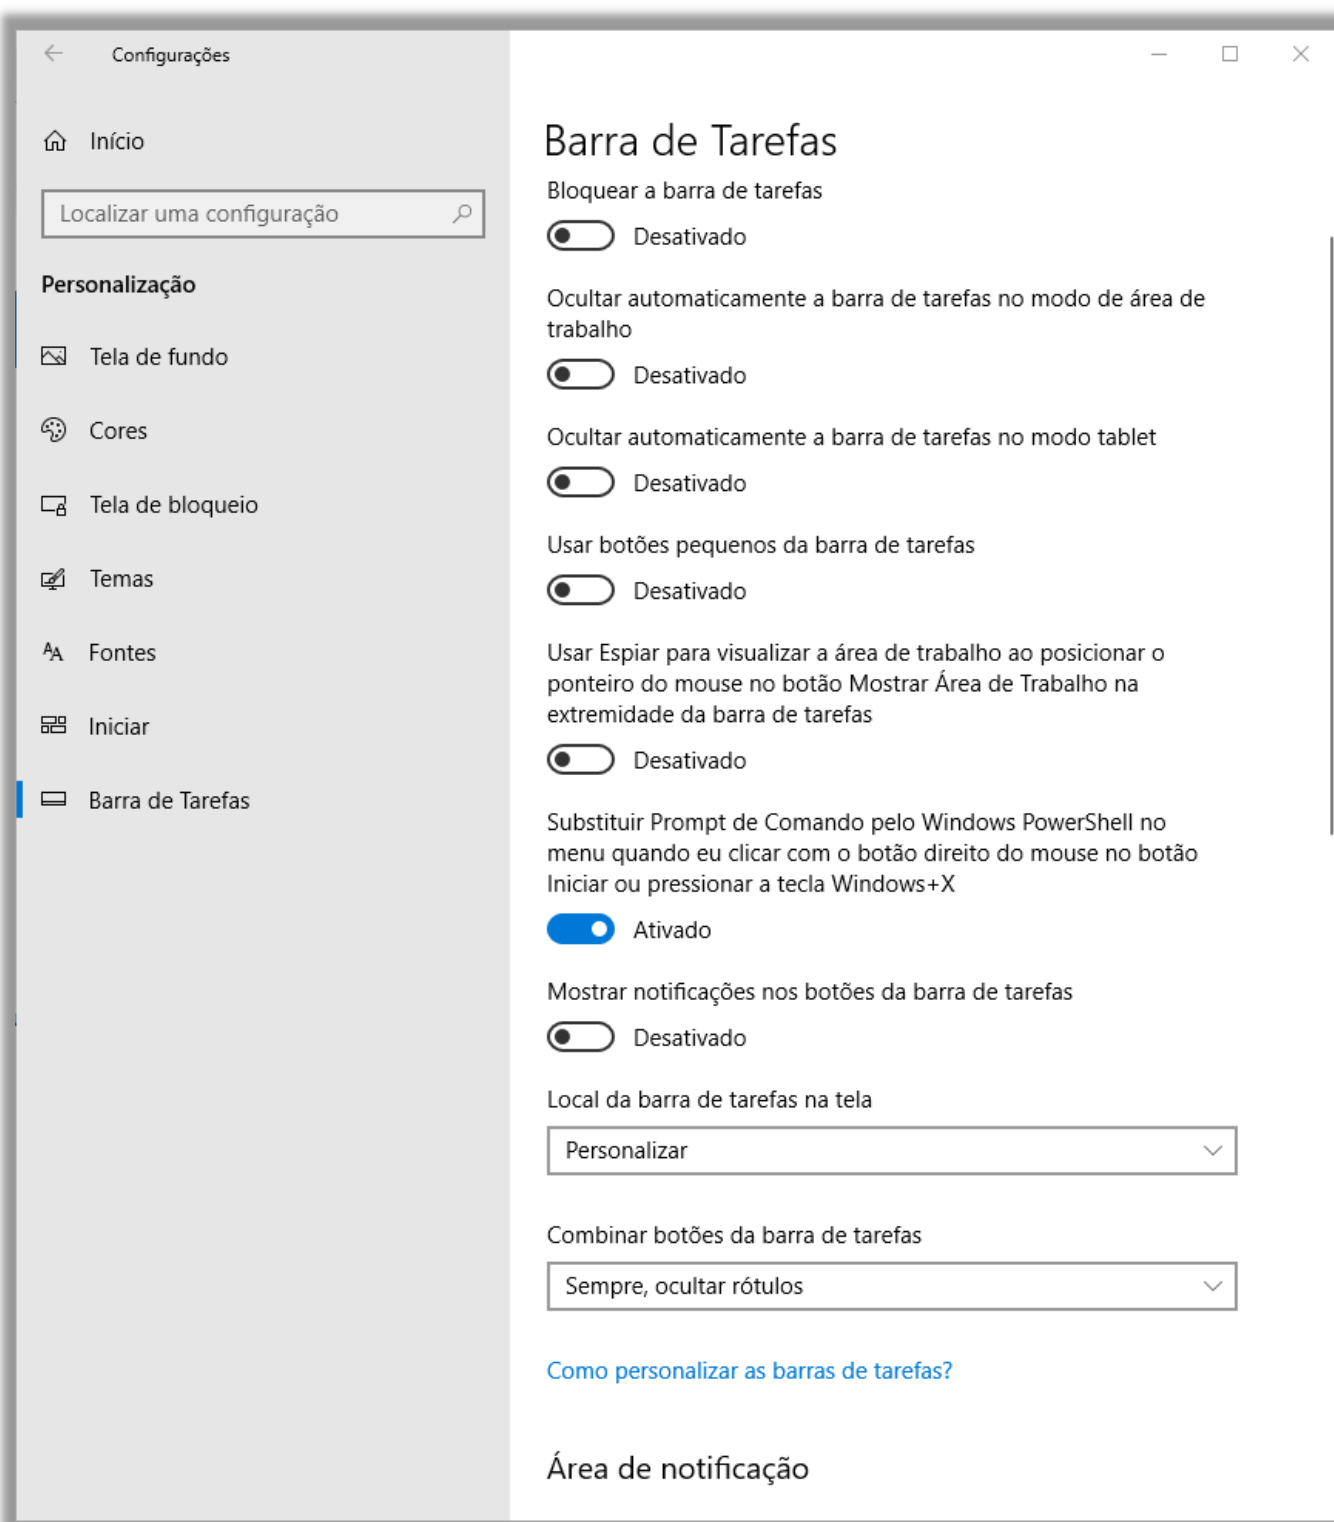 Configurações
Início
Localizar uma configuração
Personalização
Tela de fundo
Cores
Tela de bloqueio
Temas
Fontes
Iniciar
Barra de Tarefas
Barra de Tarefas
Bloquear a barra de tarefas
Desativado
Ocultar automaticamente a barra de tarefas no modo de área de
trabalho
Desativado
Ocultar automaticamente a barra de tarefas no modo tablet
Desativado
Usar botões pequenos da barra de tarefas
Desativado
Usar Espiar para visualizar a área de trabalho ao posicionar o
ponteiro do mouse no botão Mostrar Área de Trabalho na
extremidade da barra de tarefas
Desativado
Substituir Prompt de Comando pelo Windows PowerShell no
menu quando eu clicar com o botão direito do mouse no botão
Iniciar ou pressionar a tecla Windows+X
Ativado
Mostrar notificações nos botões da barra de tarefas
Desativado
Local da barra de tarefas na tela
Personalizar
Combinar botões da barra de tarefas
Sempre, ocultar rótulos
Como personalizar as barras de tarefas?
Área de notificação